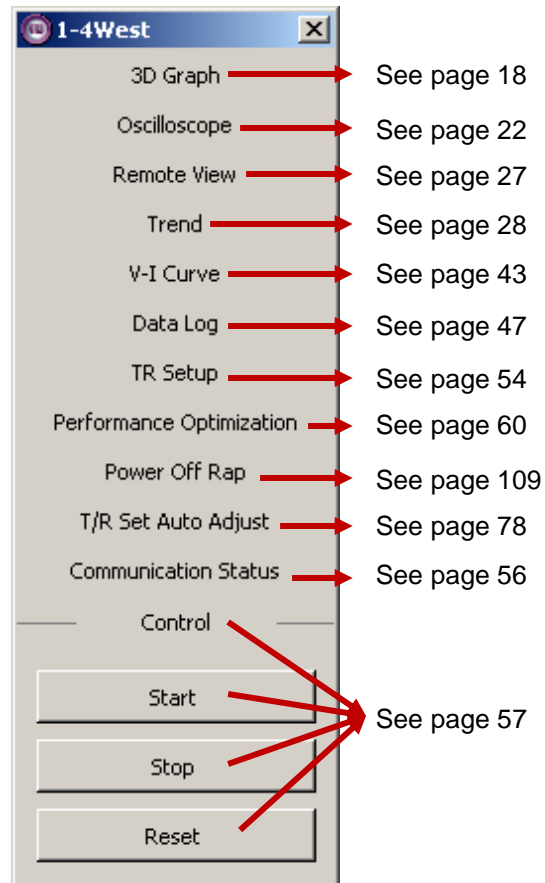 1-4West
3D Graph See page 18
Oscilloscope See page 22
Remote View See page 27
Trend See page 28
V-I Curve See page 43
Data Log See page 47
TR Setup See page 54
Performance Optimization See page 60
Power Off Rap See page 109
T/R Set Auto Adjust See page 78
Communication Status See page 56
Control
Start
See page 57
Stop
Reset